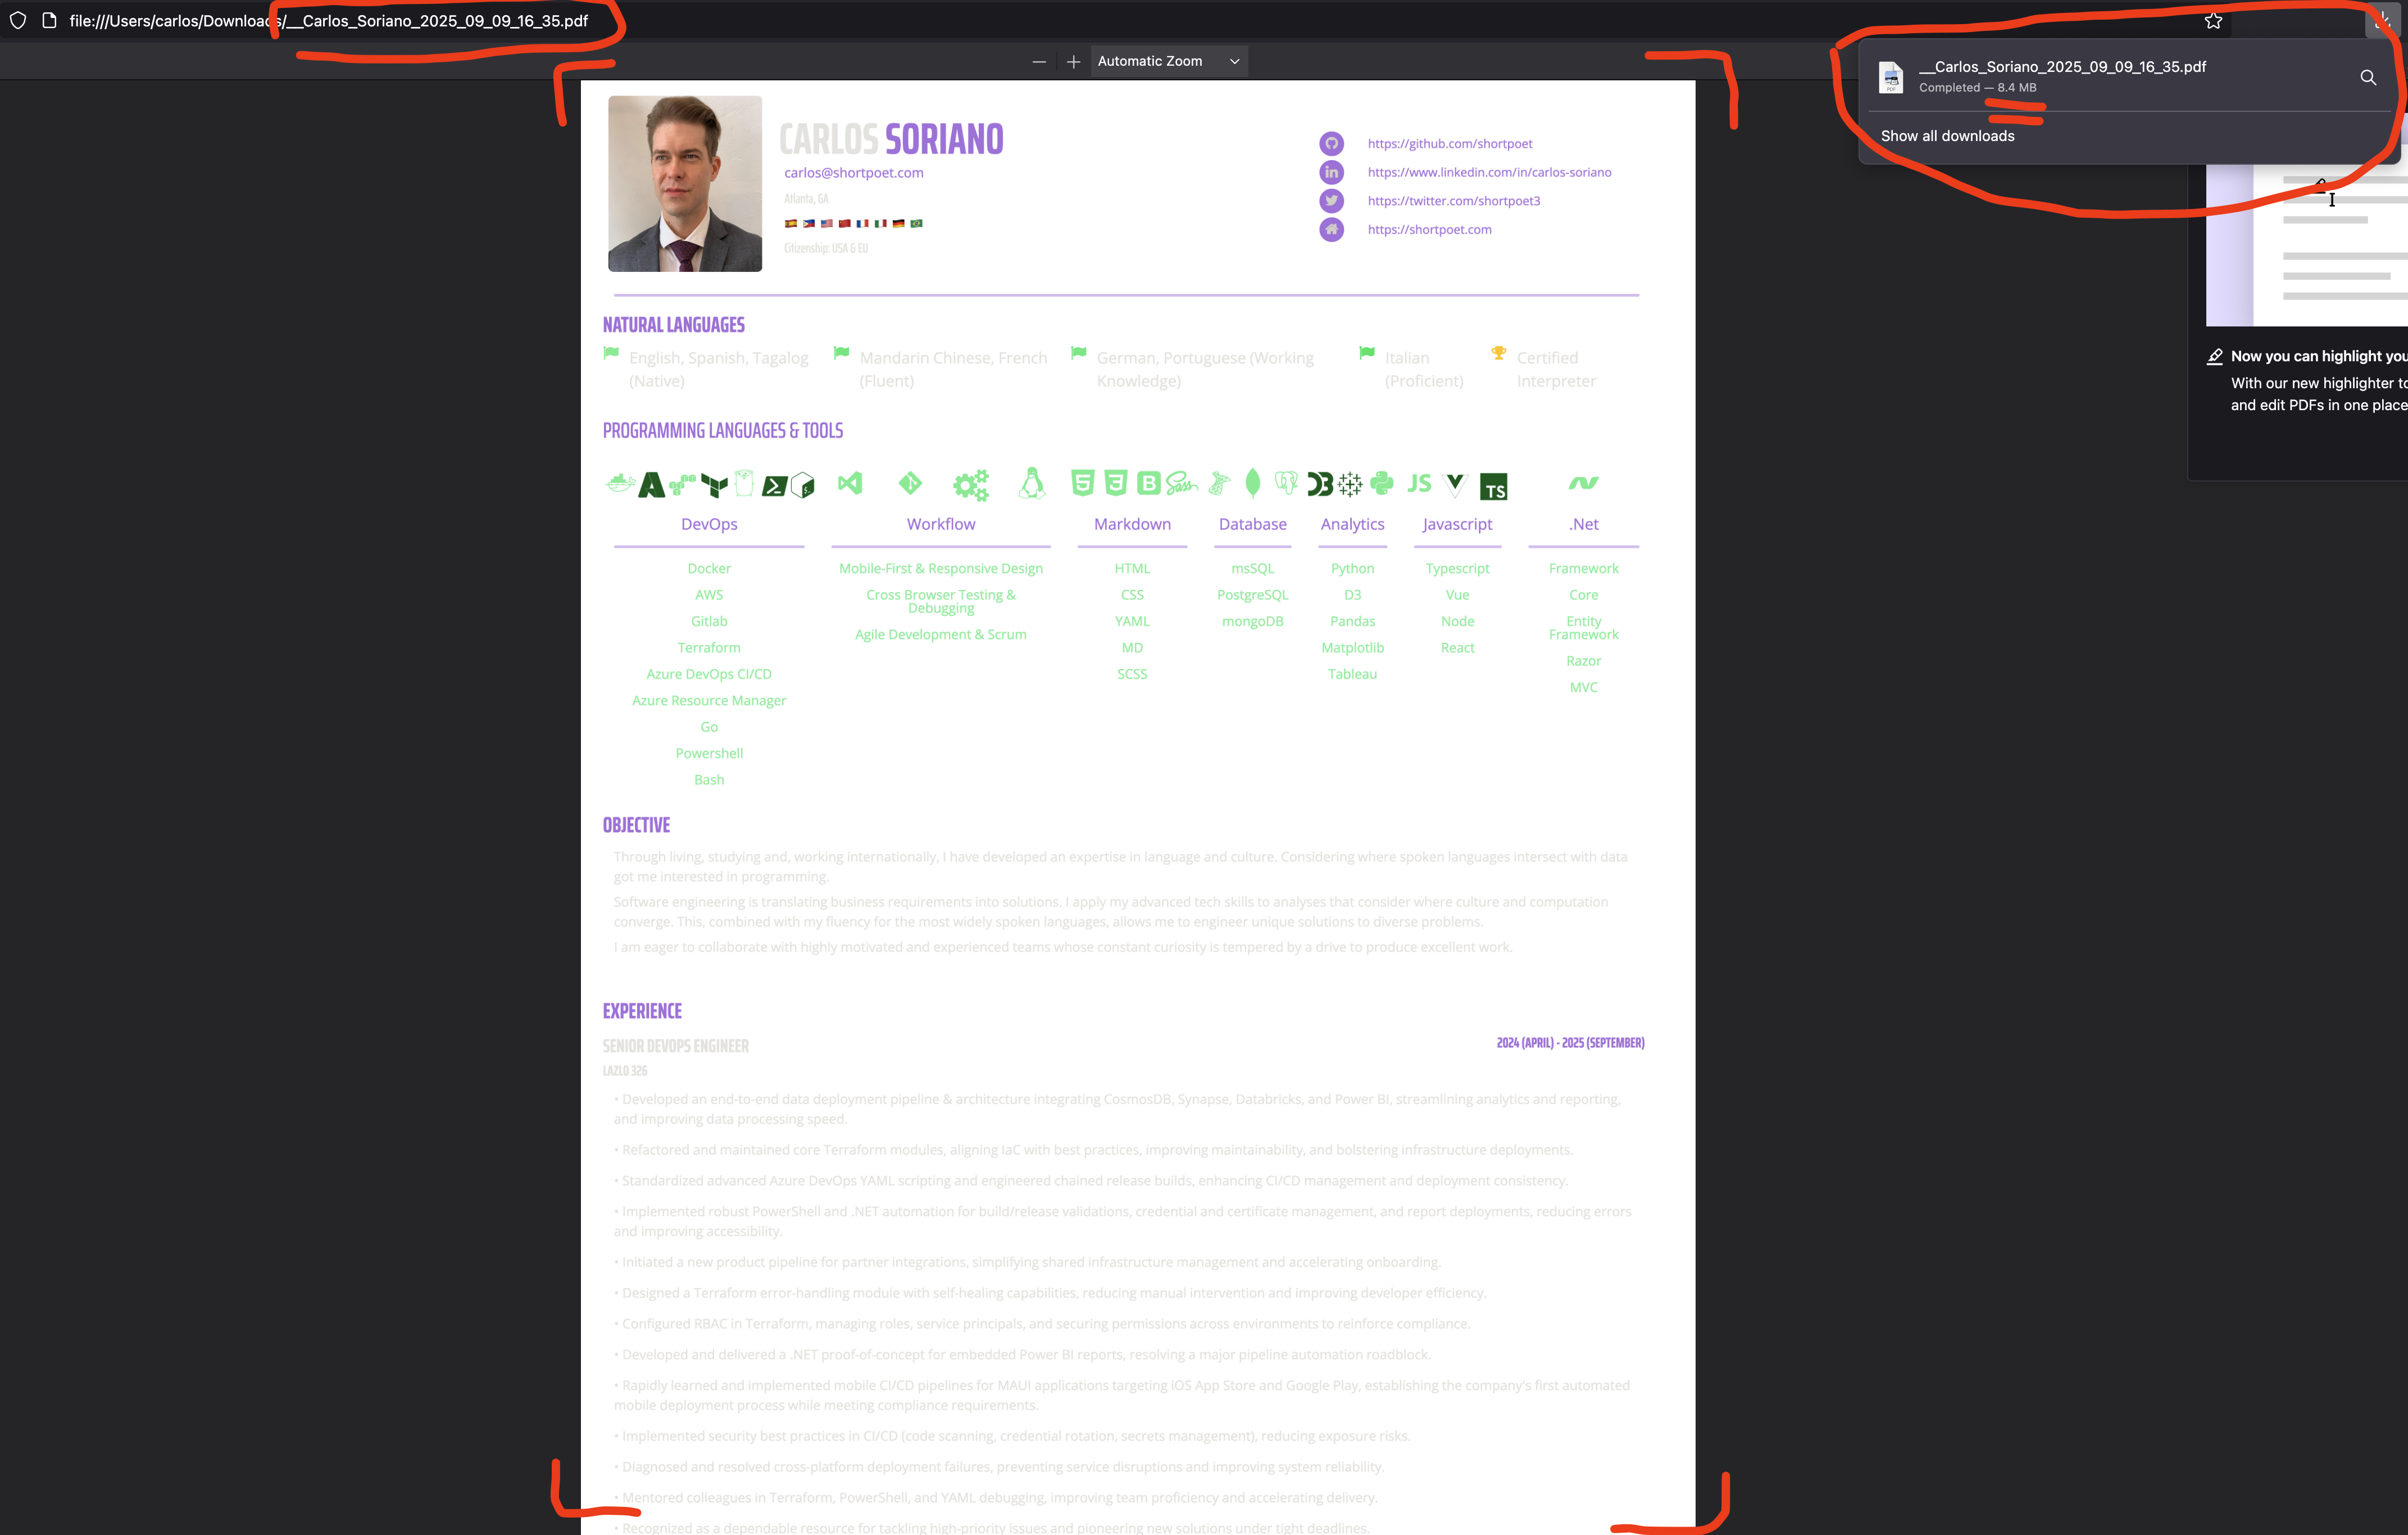 file:///Users/carlos/Downloads/__Carlos_Soriano_2025_09_09_16_35.pdf
Automatic Zoom
__Carlos_Soriano_2025_09_09_16_35.pdf
Completed — 8.4 MB
Show all downloads
PDF
CARLOS SORIANO
carlos@shortpoet.com
Atlanta, GA
Citizenship: USA & EU
https://github.com/shortpoet
https://www.linkedin.com/in/carlos-soriano
https://twitter.com/shortpoet3
https://shortpoet.com
Now you can highlight you
With our new highlighter to
and edit PDFs in one place
NATURAL LANGUAGES
English, Spanish, Tagalog
(Native)
Mandarin Chinese, French
(Fluent)
German, Portuguese (Working
Knowledge)
Italian
(Proficient)
Certified
Interpreter
PROGRAMMING LANGUAGES & TOOLS
B
Sass
JS
TS
DevOps
Docker
AWS
Gitlab
Terraform
Azure DevOps CI/CD
Azure Resource Manager
Go
Powershell
Bash
Workflow
Mobile-First & Responsive Design
Cross Browser Testing &
Debugging
Agile Development & Scrum
Markdown
HTML
CSS
YAML
MD
SCSS
Database
msSQL
PostgreSQL
mongoDB
Analytics
Python
D3
Pandas
Matplotlib
Tableau
Javascript
Typescript
Vue
Node
React
.Net
Framework
Core
Entity
Framework
Razor
MVC
OBJECTIVE
Through living, studying and, working internationally, I have developed an expertise in language and culture. Considering where spoken languages intersect with data
got me interested in programming.
Software engineering is translating business requirements into solutions. I apply my advanced tech skills to analyses that consider where culture and computation
converge. This, combined with my fluency for the most widely spoken languages, allows me to engineer unique solutions to diverse problems.
I am eager to collaborate with highly motivated and experienced teams whose constant curiosity is tempered by a drive to produce excellent work.
EXPERIENCE
SENIOR DEVOPS ENGINEER
2024 (APRIL) - 2025 (SEPTEMBER)
LAZLO 326
• Developed an end-to-end data deployment pipeline & architecture integrating CosmosDB, Synapse, Databricks, and Power BI, streamlining analytics and reporting,
and improving data processing speed.
• Refactored and maintained core Terraform modules, aligning IaC with best practices, improving maintainability, and bolstering infrastructure deployments.
• Standardized advanced Azure DevOps YAML scripting and engineered chained release builds, enhancing CI/CD management and deployment consistency.
• Implemented robust PowerShell and .NET automation for build/release validations, credential and certificate management, and report deployments, reducing errors
and improving accessibility.
• Initiated a new product pipeline for partner integrations, simplifying shared infrastructure management and accelerating onboarding.
• Designed a Terraform error-handling module with self-healing capabilities, reducing manual intervention and improving developer efficiency.
• Configured RBAC in Terraform, managing roles, service principals, and securing permissions across environments to reinforce compliance.
• Developed and delivered a .NET proof-of-concept for embedded Power BI reports, resolving a major pipeline automation roadblock.
• Rapidly learned and implemented mobile CI/CD pipelines for MAUI applications targeting iOS App Store and Google Play, establishing the company's first automated
mobile deployment process while meeting compliance requirements.
• Implemented security best practices in CI/CD (code scanning, credential rotation, secrets management), reducing exposure risks.
• Diagnosed and resolved cross-platform deployment failures, preventing service disruptions and improving system reliability.
• Mentored colleagues in Terraform, PowerShell, and YAML debugging, improving team proficiency and accelerating delivery.
• Recognized as a dependable resource for tackling high-priority issues and pioneering new solutions under tight deadlines.